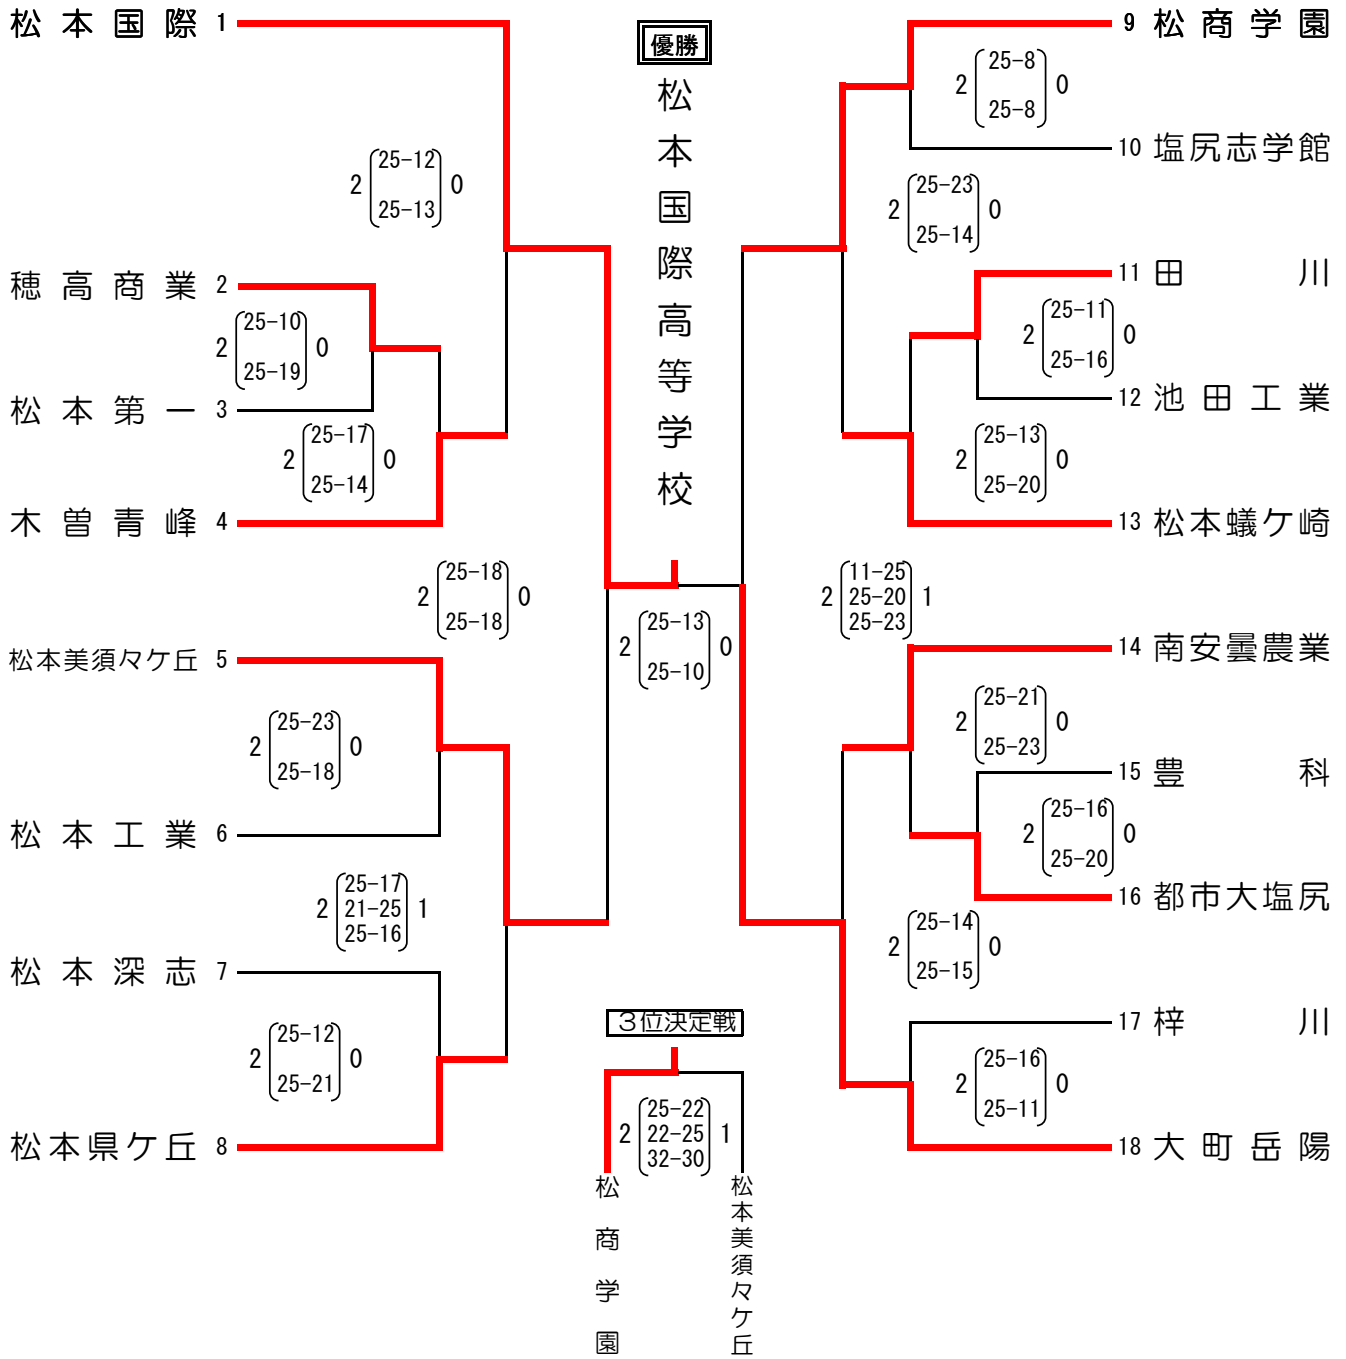 松本国際 1
2 25-12 0
25-13
穂高商業 2
2 25-10 0
25-19
松本第一 3
2 25-17 0
25-14
木曽青峰 4
2 25-18 0
25-18
松本美須々ケ丘 5
2 25-23 0
25-18
松本工業 6
25-17
2 21-25 1
25-16
松本深志 7
2 25-12 0
25-21
松本県ケ丘 8
優勝
松本国際高等学校
2 25-13 0
25-10
3位決定戦
25-22
2 22-25 1
32-30
松商学園
松本美須々ケ丘
9 松商学園
2 25-8 0
25-8
10 塩尻志学館
2 25-23 0
25-14
11 田川
2 25-11 0
25-16
12 池田工業
2 25-13 0
25-20
13 松本蟻ケ崎
11-25
2 25-20 1
25-23
14 南安曇農業
2 25-21 0
25-23
15 豊科
2 25-16 0
25-20
16 都市大塩尻
2 25-14 0
25-15
17 梓川
2 25-16 0
25-11
18 大町岳陽